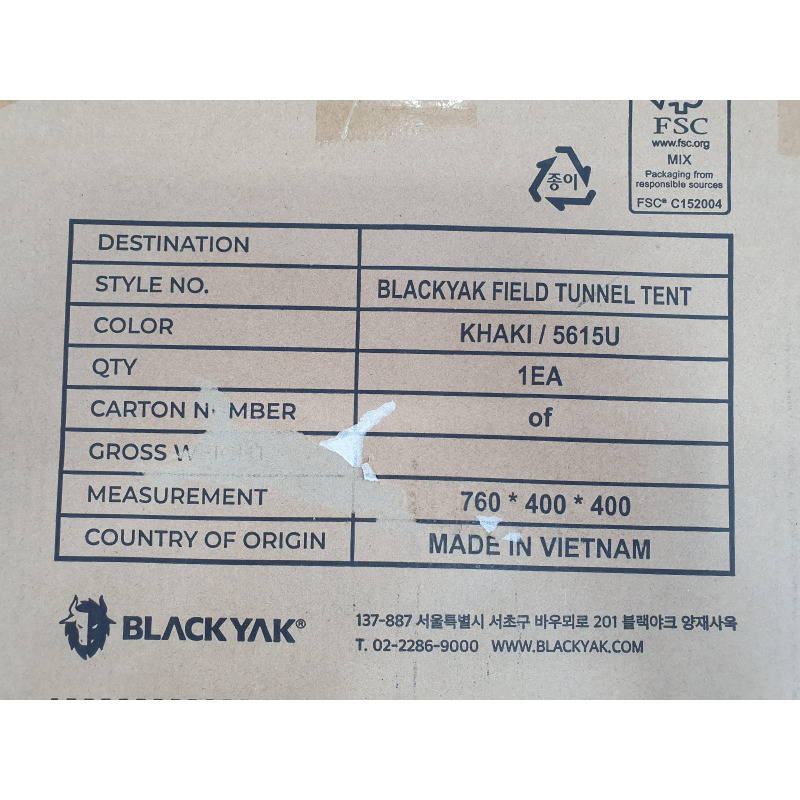 FSC
www.fsc.org
MIX
Packaging from
responsible sources
FSC® C152004
종이
DESTINATION
STYLE NO. BLACKYAK FIELD TUNNEL TENT
COLOR KHAKI / 5615U
QTY 1EA
CARTON NUMBER of
GROSS WEIGHT
MEASUREMENT 760 * 400 * 400
COUNTRY OF ORIGIN MADE IN VIETNAM
BLACKYAK®
137-887 서울특별시 서초구 바우뫼로 201 블랙야크 양재사옥
T. 02-2286-9000 WWW.BLACKYAK.COM